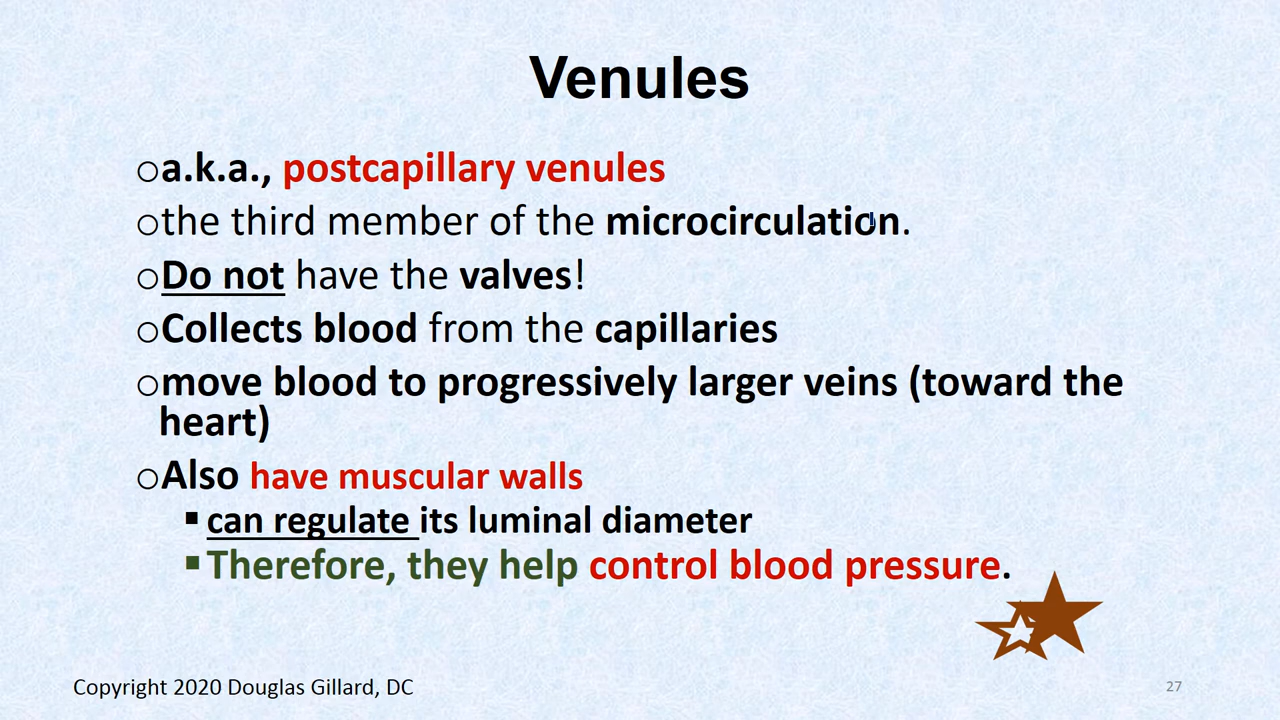 Venules
oa.k.a., postcapillary venules
othe third member of the microcirculation.
oDo not have the valves!
oCollects blood from the capillaries
omove blood to progressively larger veins (toward the
heart)
oAlso have muscular walls
▪can regulate its luminal diameter
▪Therefore, they help control blood pressure.
Copyright 2020 Douglas Gillard, DC
27